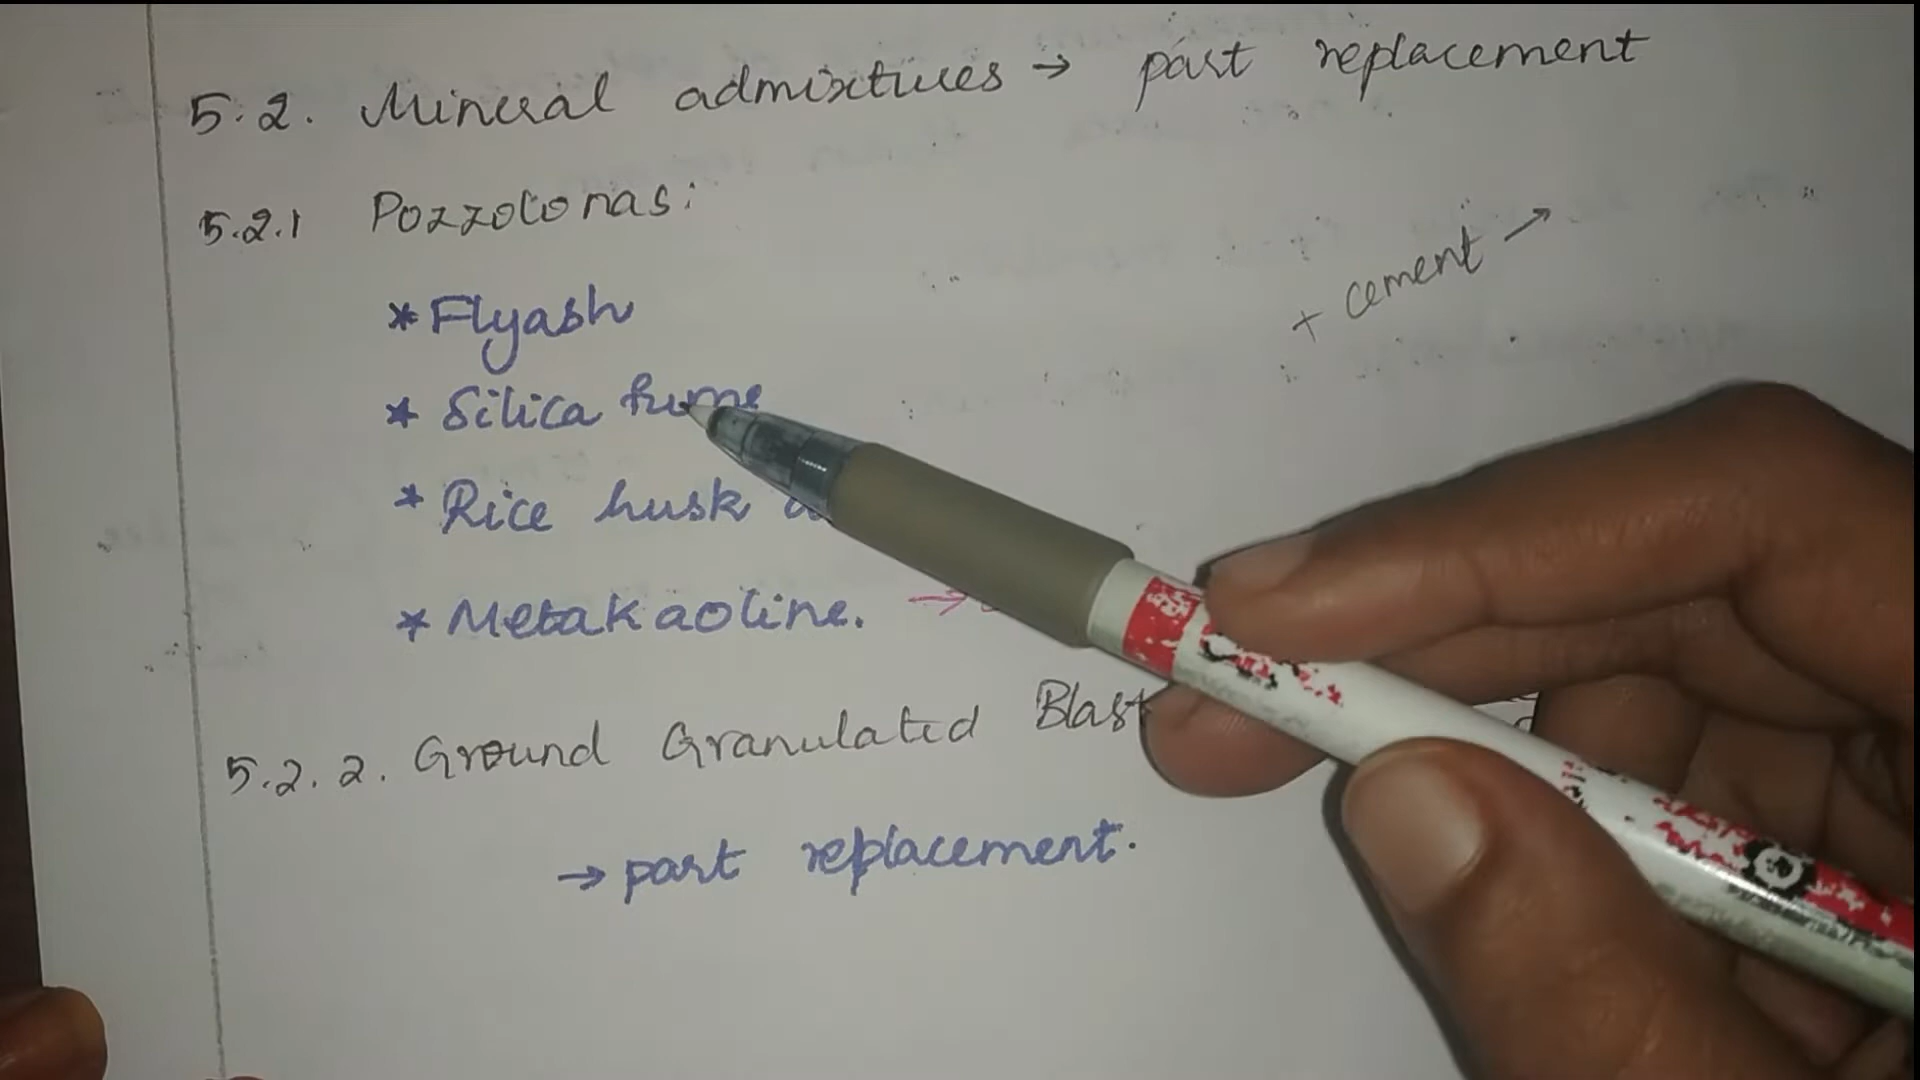 5.2. Mineral admixtures → part replacement
5.2.1 Pozzolonas:
+ cement →
* Flyash
* Silica fume
* Rice husk
* Metakaoline. →
5.2.2. Ground Granulated Blast
→ part replacement.